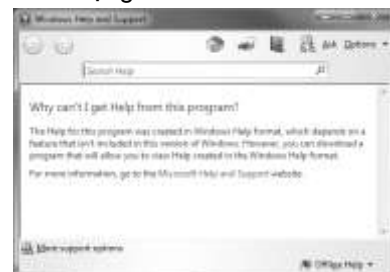 Windows Help and Support
Ask Options
Search Help
Why can't I get Help from this program?
The Help for this program was created in Windows Help format, which depends on a
feature that isn't included in this version of Windows. However, you can download a
program that will allow you to view Help created in the Windows Help format.
For more information, go to the Microsoft Help and Support website.
More support options
Offline Help